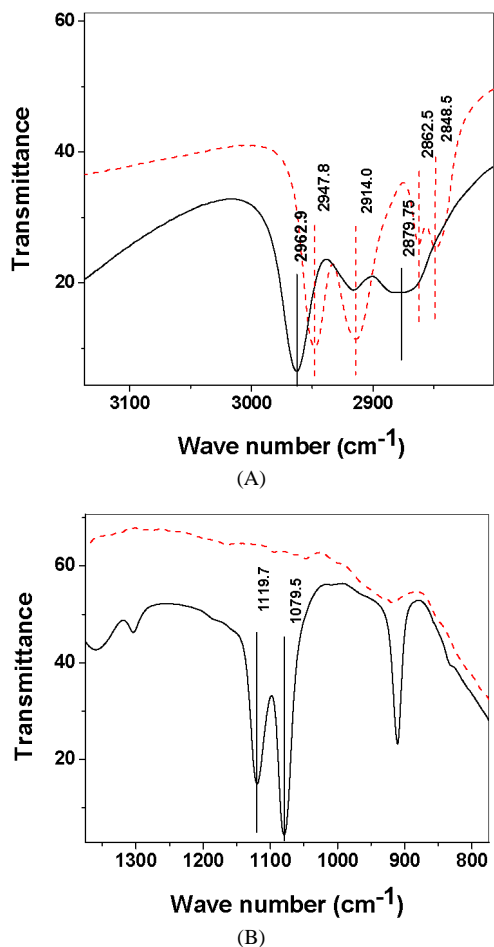 60
40
20
Transmittance
2962.9
2947.8
2914.0
2879.75
2862.5
2848.5
3100 3000 2900
Wave number (cm⁻¹)
(A)
60
40
20
Transmittance
1119.7
1079.5
1300 1200 1100 1000 900 800
Wave number (cm⁻¹)
(B)